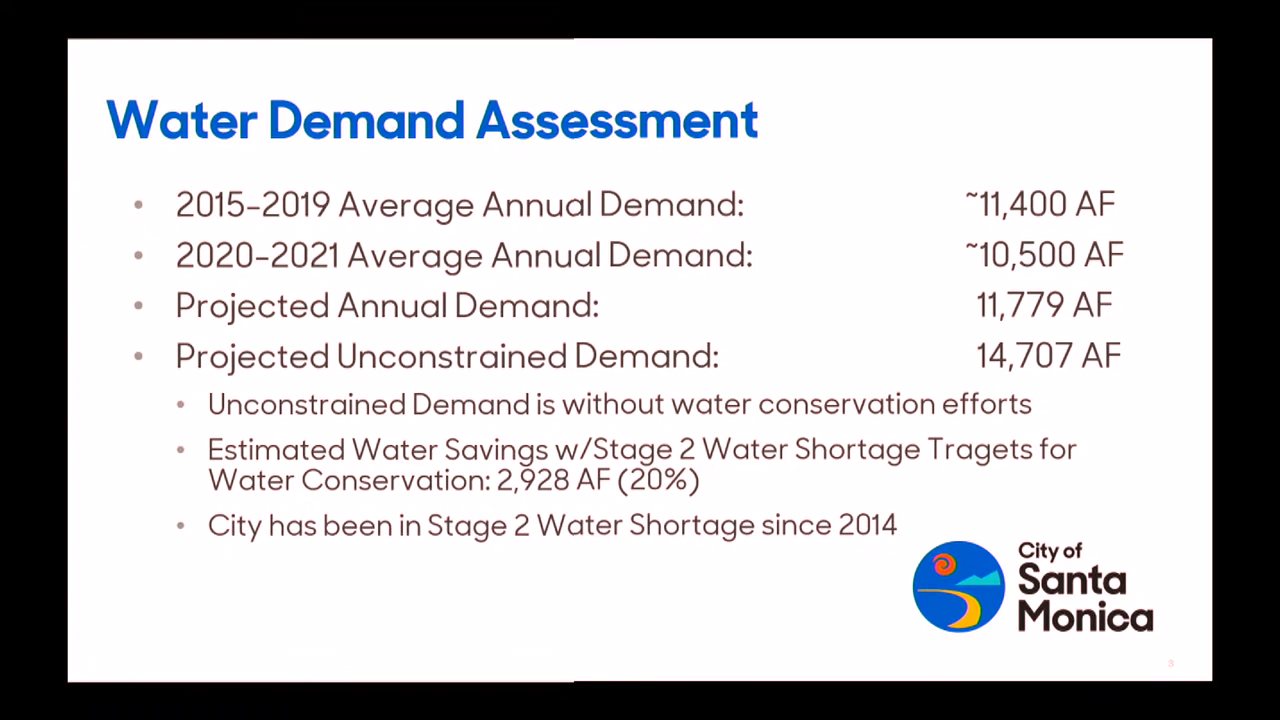 Water Demand Assessment
• 2015-2019 Average Annual Demand: ~11,400 AF
• 2020-2021 Average Annual Demand: ~10,500 AF
• Projected Annual Demand: 11,779 AF
• Projected Unconstrained Demand: 14,707 AF
• Unconstrained Demand is without water conservation efforts
• Estimated Water Savings w/Stage 2 Water Shortage Tragets for
Water Conservation: 2,928 AF (20%)
• City has been in Stage 2 Water Shortage since 2014
City of
Santa
Monica
3